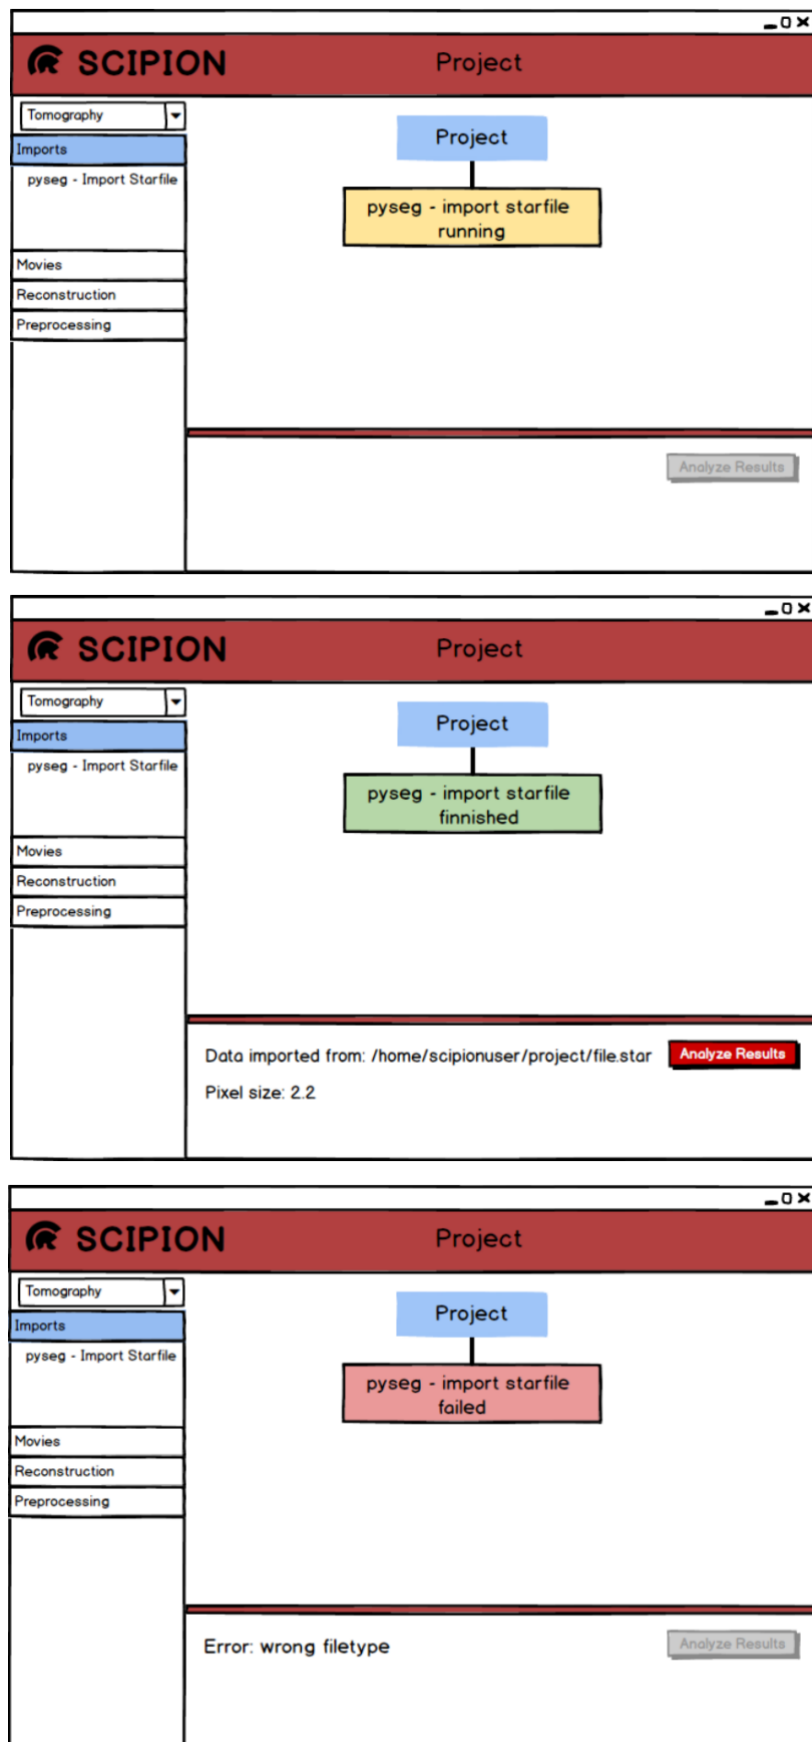 SCIPION Project
Tomography
Imports
pyseg - Import Starfile
Movies
Reconstruction
Preprocessing
Project
pyseg - import starfile
running
Analyze Results
SCIPION Project
Tomography
Imports
pyseg - Import Starfile
Movies
Reconstruction
Preprocessing
Project
pyseg - import starfile
finnished
Data imported from: /home/scipionuser/project/file.star
Analyze Results
Pixel size: 2.2
SCIPION Project
Tomography
Imports
pyseg - Import Starfile
Movies
Reconstruction
Preprocessing
Project
pyseg - import starfile
failed
Error: wrong filetype
Analyze Results